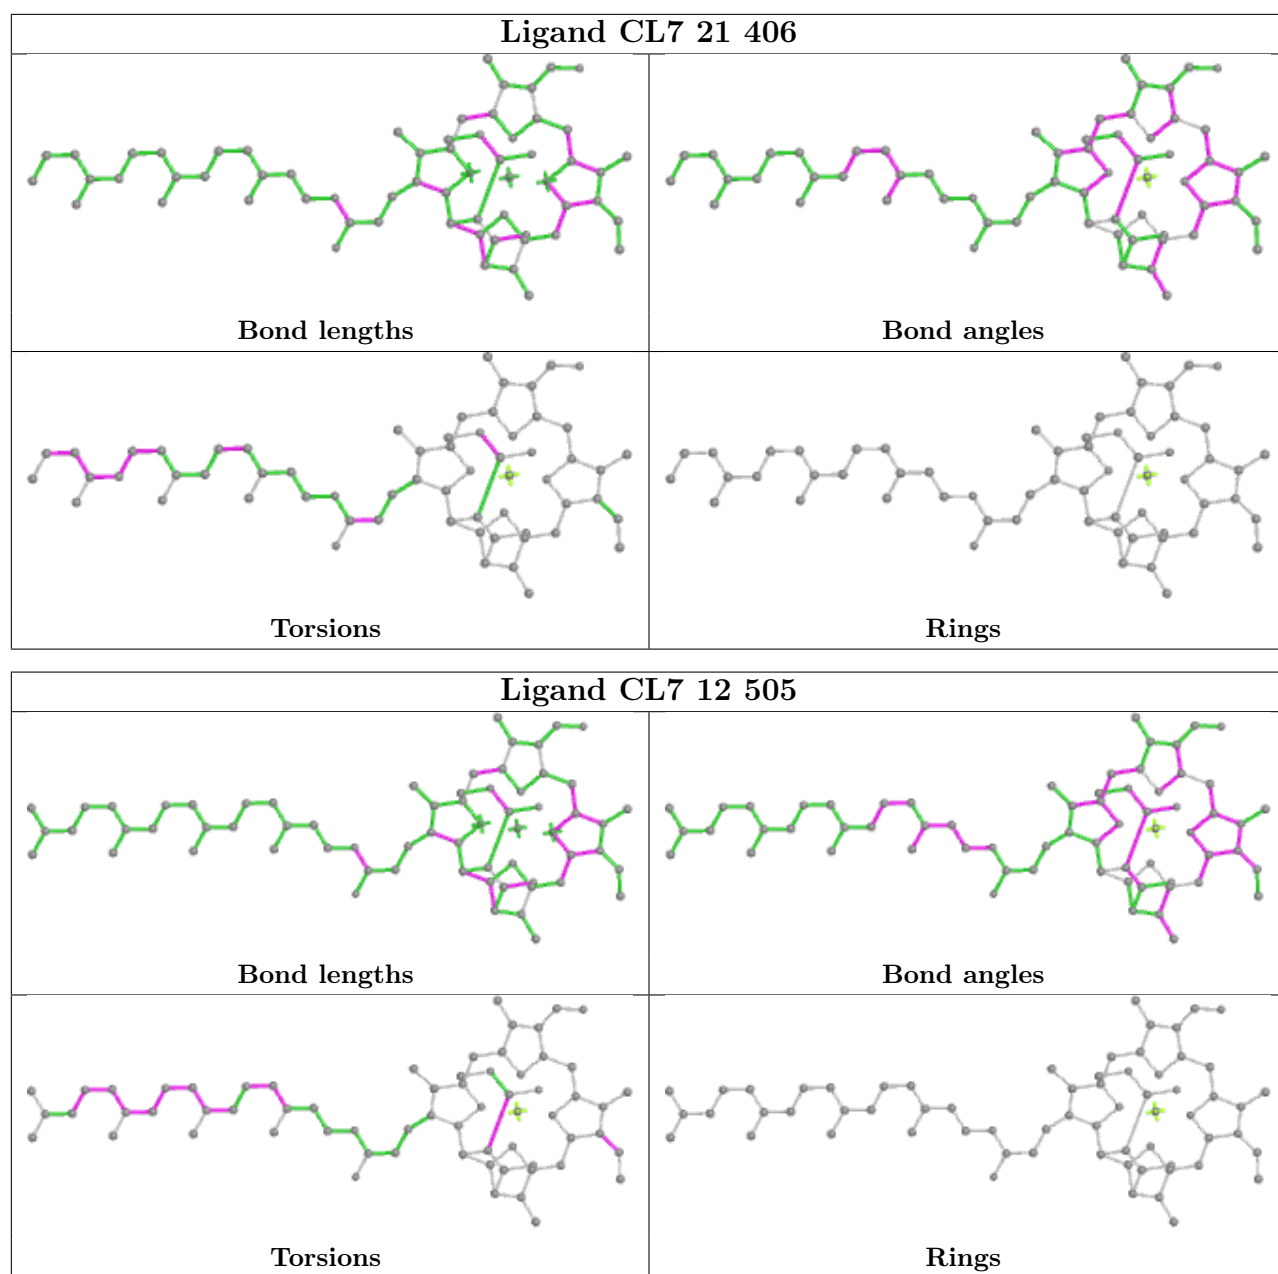 Ligand CL7 21 406
Bond lengths
Bond angles
Torsions
Rings
Ligand CL7 12 505
Bond lengths
Bond angles
Torsions
Rings